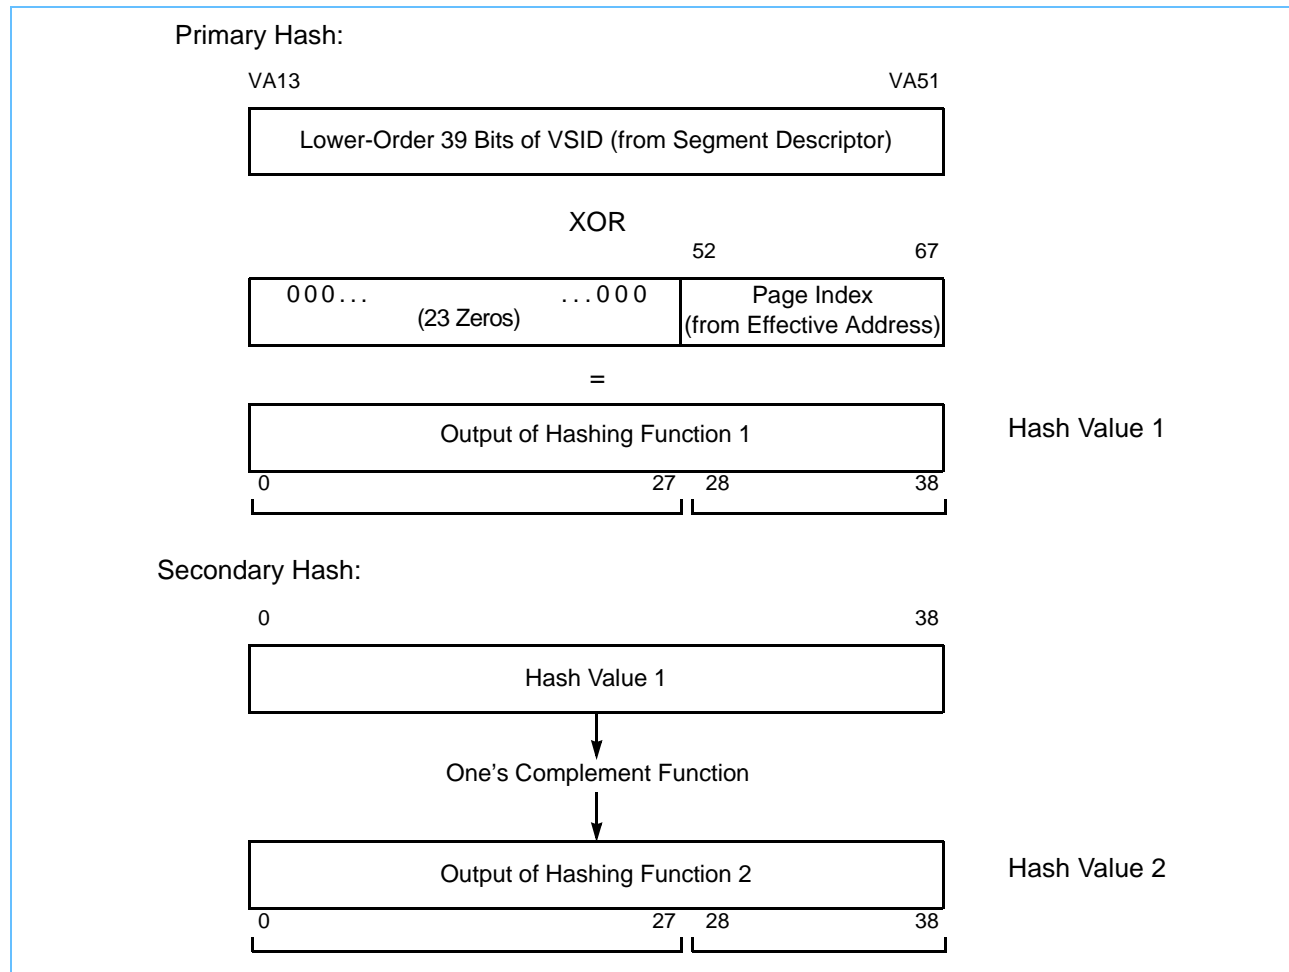 Primary Hash:
VA13 VA51
Lower-Order 39 Bits of VSID (from Segment Descriptor)
XOR
52 67
000... ...000
(23 Zeros)
Page Index
(from Effective Address)
=
Output of Hashing Function 1
Hash Value 1
0 27 28 38
Secondary Hash:
0 38
Hash Value 1
One's Complement Function
Output of Hashing Function 2
Hash Value 2
0 27 28 38